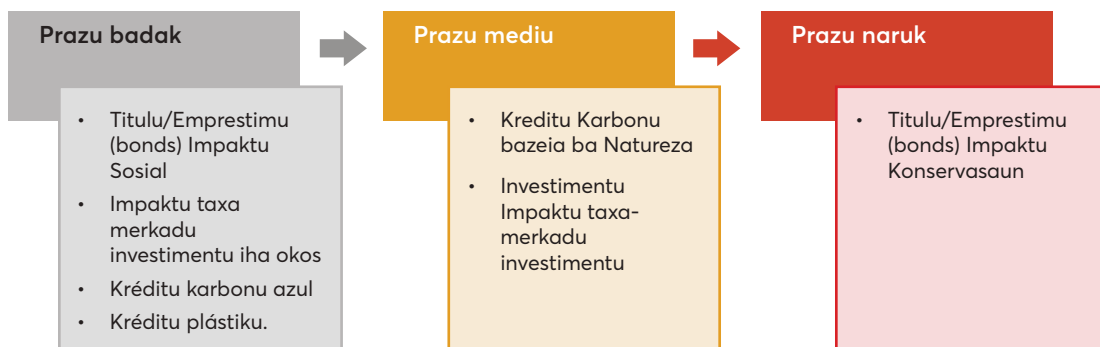 Prazu badak
• Titulu/Emprestimu
(bonds) Impaktu
Sosial
• Impaktu taxa
merkadu
investimentu iha okos
• Kréditu karbonu azul
• Kréditu plástiku.
Prazu mediu
• Kreditu Karbonu
bazeia ba Natureza
• Investimentu
Impaktu taxa-
merkadu
investimentu
Prazu naruk
• Titulu/Emprestimu
(bonds) Impaktu
Konservasaun